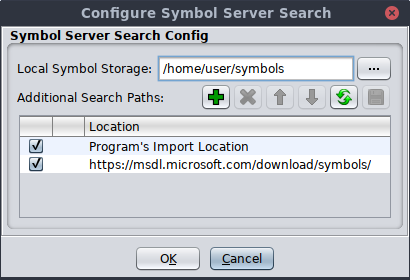 Configure Symbol Server Search
Symbol Server Search Config
Local Symbol Storage: /home/user/symbols ...
Additional Search Paths:
Location
Program's Import Location
https://msdl.microsoft.com/download/symbols/
OK Cancel